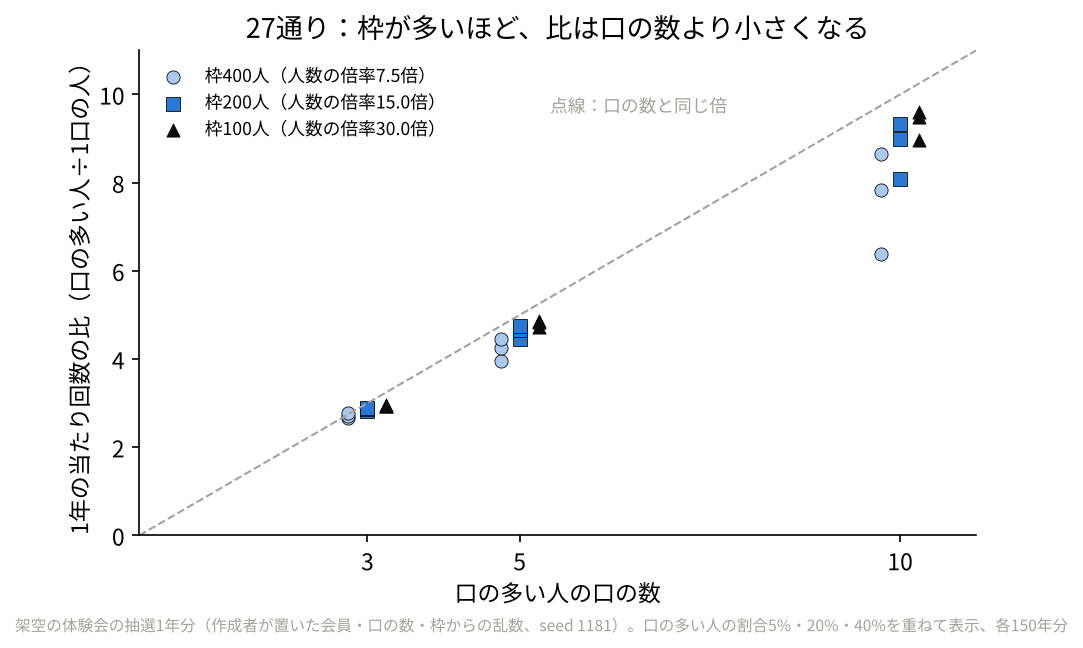 27通り：枠が多いほど、比は口の数より小さくなる
枠400人（人数の倍率7.5倍）
枠200人（人数の倍率15.0倍）
枠100人（人数の倍率30.0倍）
点線：口の数と同じ倍
1年の当たり回数の比（口の多い人÷1口の人）
10
8
6
4
2
0
3
5
10
口の多い人の口の数
架空の体験会の抽選1年分（作成者が置いた会員・口の数・枠からの乱数、seed 1181）。口の多い人の割合5%・20%・40%を重ねて表示、各150年分